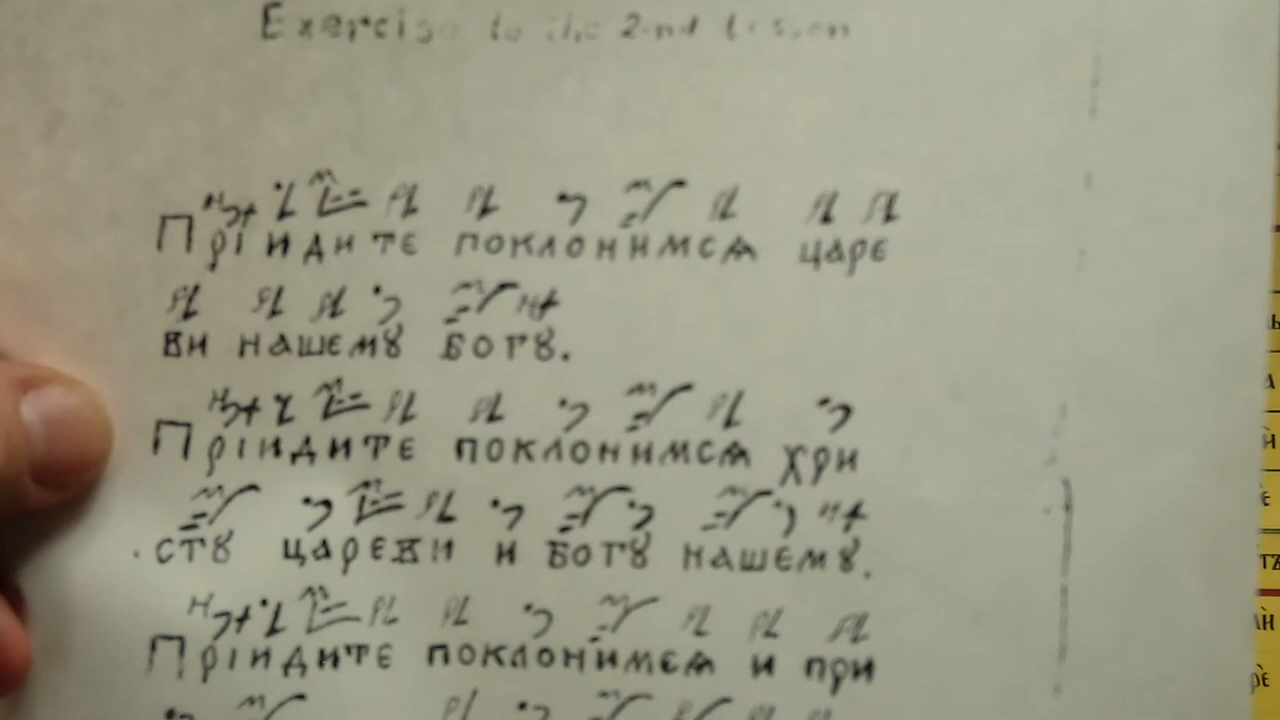 Exercise to the 2nd lesson
Прїидите поклонимсѧ царе
ви нашемꙋ богꙋ.
Прїидите поклонимсѧ хри
стꙋ цареви и богꙋ нашемꙋ.
Прїидите поклонимсѧ и при